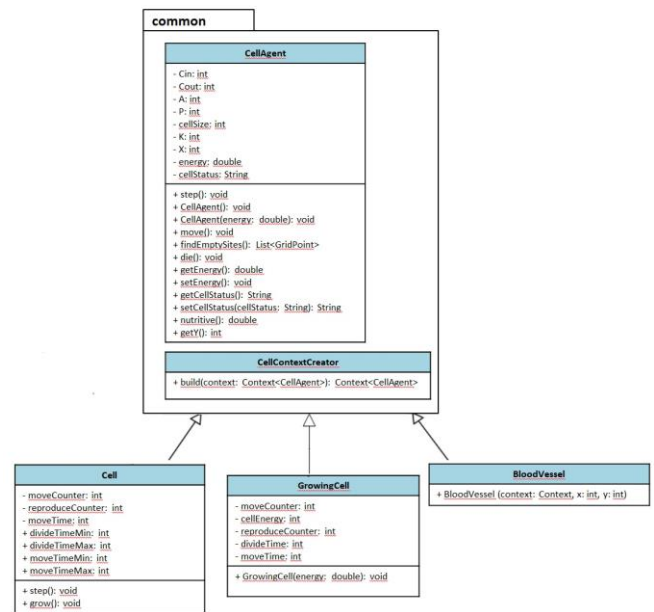 common
CellAgent
- Cin: int
- Cout: int
- A: int
- P: int
- cellSize: int
- K: int
- X: int
- energy: double
- cellStatus: String
+ step(): void
+ CellAgent(): void
+ CellAgent(energy: double): void
+ move(): void
+ findEmptySites(): List<GridPoint>
+ die(): void
+ getEnergy(): double
+ setEnergy(): void
+ getCellStatus(): String
+ setCellStatus(cellStatus: String): String
+ nutritive(): double
+ getY(): int
CellContextCreator
+ build(context: Context<CellAgent>): Context<CellAgent>
Cell
- moveCounter: int
- reproduceCounter: int
- moveTime: int
+ divideTimeMin: int
+ divideTimeMax: int
+ moveTimeMin: int
+ moveTimeMax: int
+ step(): void
+ grow(): void
GrowingCell
- moveCounter: int
- cellEnergy: int
- reproduceCounter: int
- divideTime: int
- moveTime: int
+ GrowingCell(energy: double): void
BloodVessel
+ BloodVessel (context: Context, x: int, y: int)